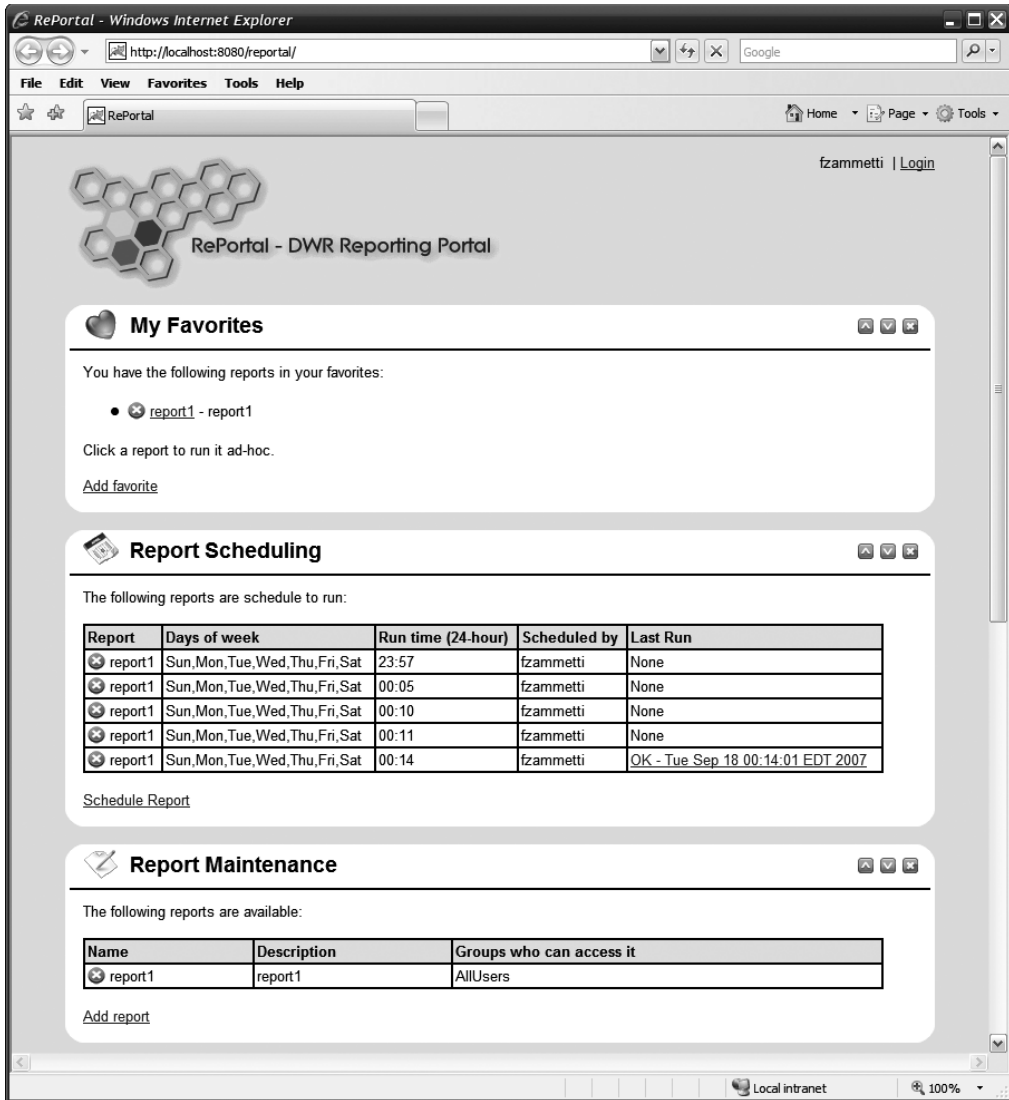 RePortal - Windows Internet Explorer
http://localhost:8080/reportal/
Google
File Edit View Favorites Tools Help
RePortal
Home Page Tools
fzammetti | Login
RePortal - DWR Reporting Portal
My Favorites
You have the following reports in your favorites:
report1 - report1
Click a report to run it ad-hoc.
Add favorite
Report Scheduling
The following reports are schedule to run:
Report Days of week Run time (24-hour) Scheduled by Last Run
report1 Sun,Mon,Tue,Wed,Thu,Fri,Sat 23:57 fzammetti None
report1 Sun,Mon,Tue,Wed,Thu,Fri,Sat 00:05 fzammetti None
report1 Sun,Mon,Tue,Wed,Thu,Fri,Sat 00:10 fzammetti None
report1 Sun,Mon,Tue,Wed,Thu,Fri,Sat 00:11 fzammetti None
report1 Sun,Mon,Tue,Wed,Thu,Fri,Sat 00:14 fzammetti OK - Tue Sep 18 00:14:01 EDT 2007
Schedule Report
Report Maintenance
The following reports are available:
Name Description Groups who can access it
report1 report1 AllUsers
Add report
Local intranet 100%